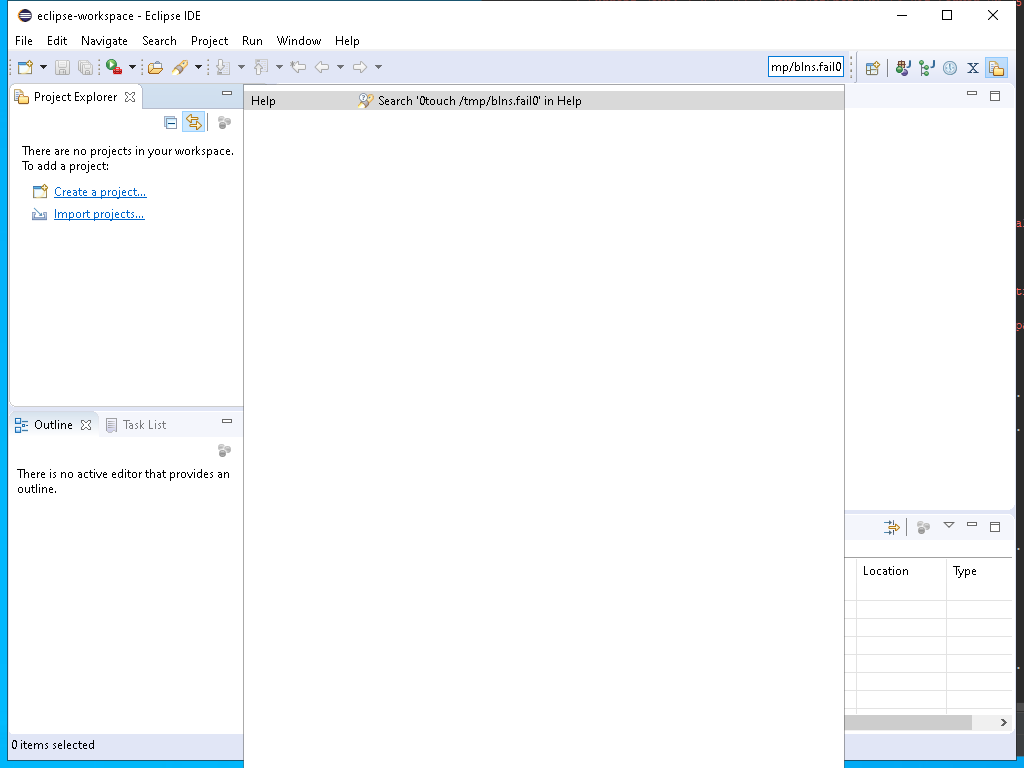 eclipse-workspace - Eclipse IDE
File Edit Navigate Search Project Run Window Help
mp/blns.fail0
Project Explorer
Help Search '0touch /tmp/blns.fail0' in Help
There are no projects in your workspace.
To add a project:
Create a project...
Import projects...
Outline Task List
There is no active editor that provides an
outline.
Location Type
0 items selected